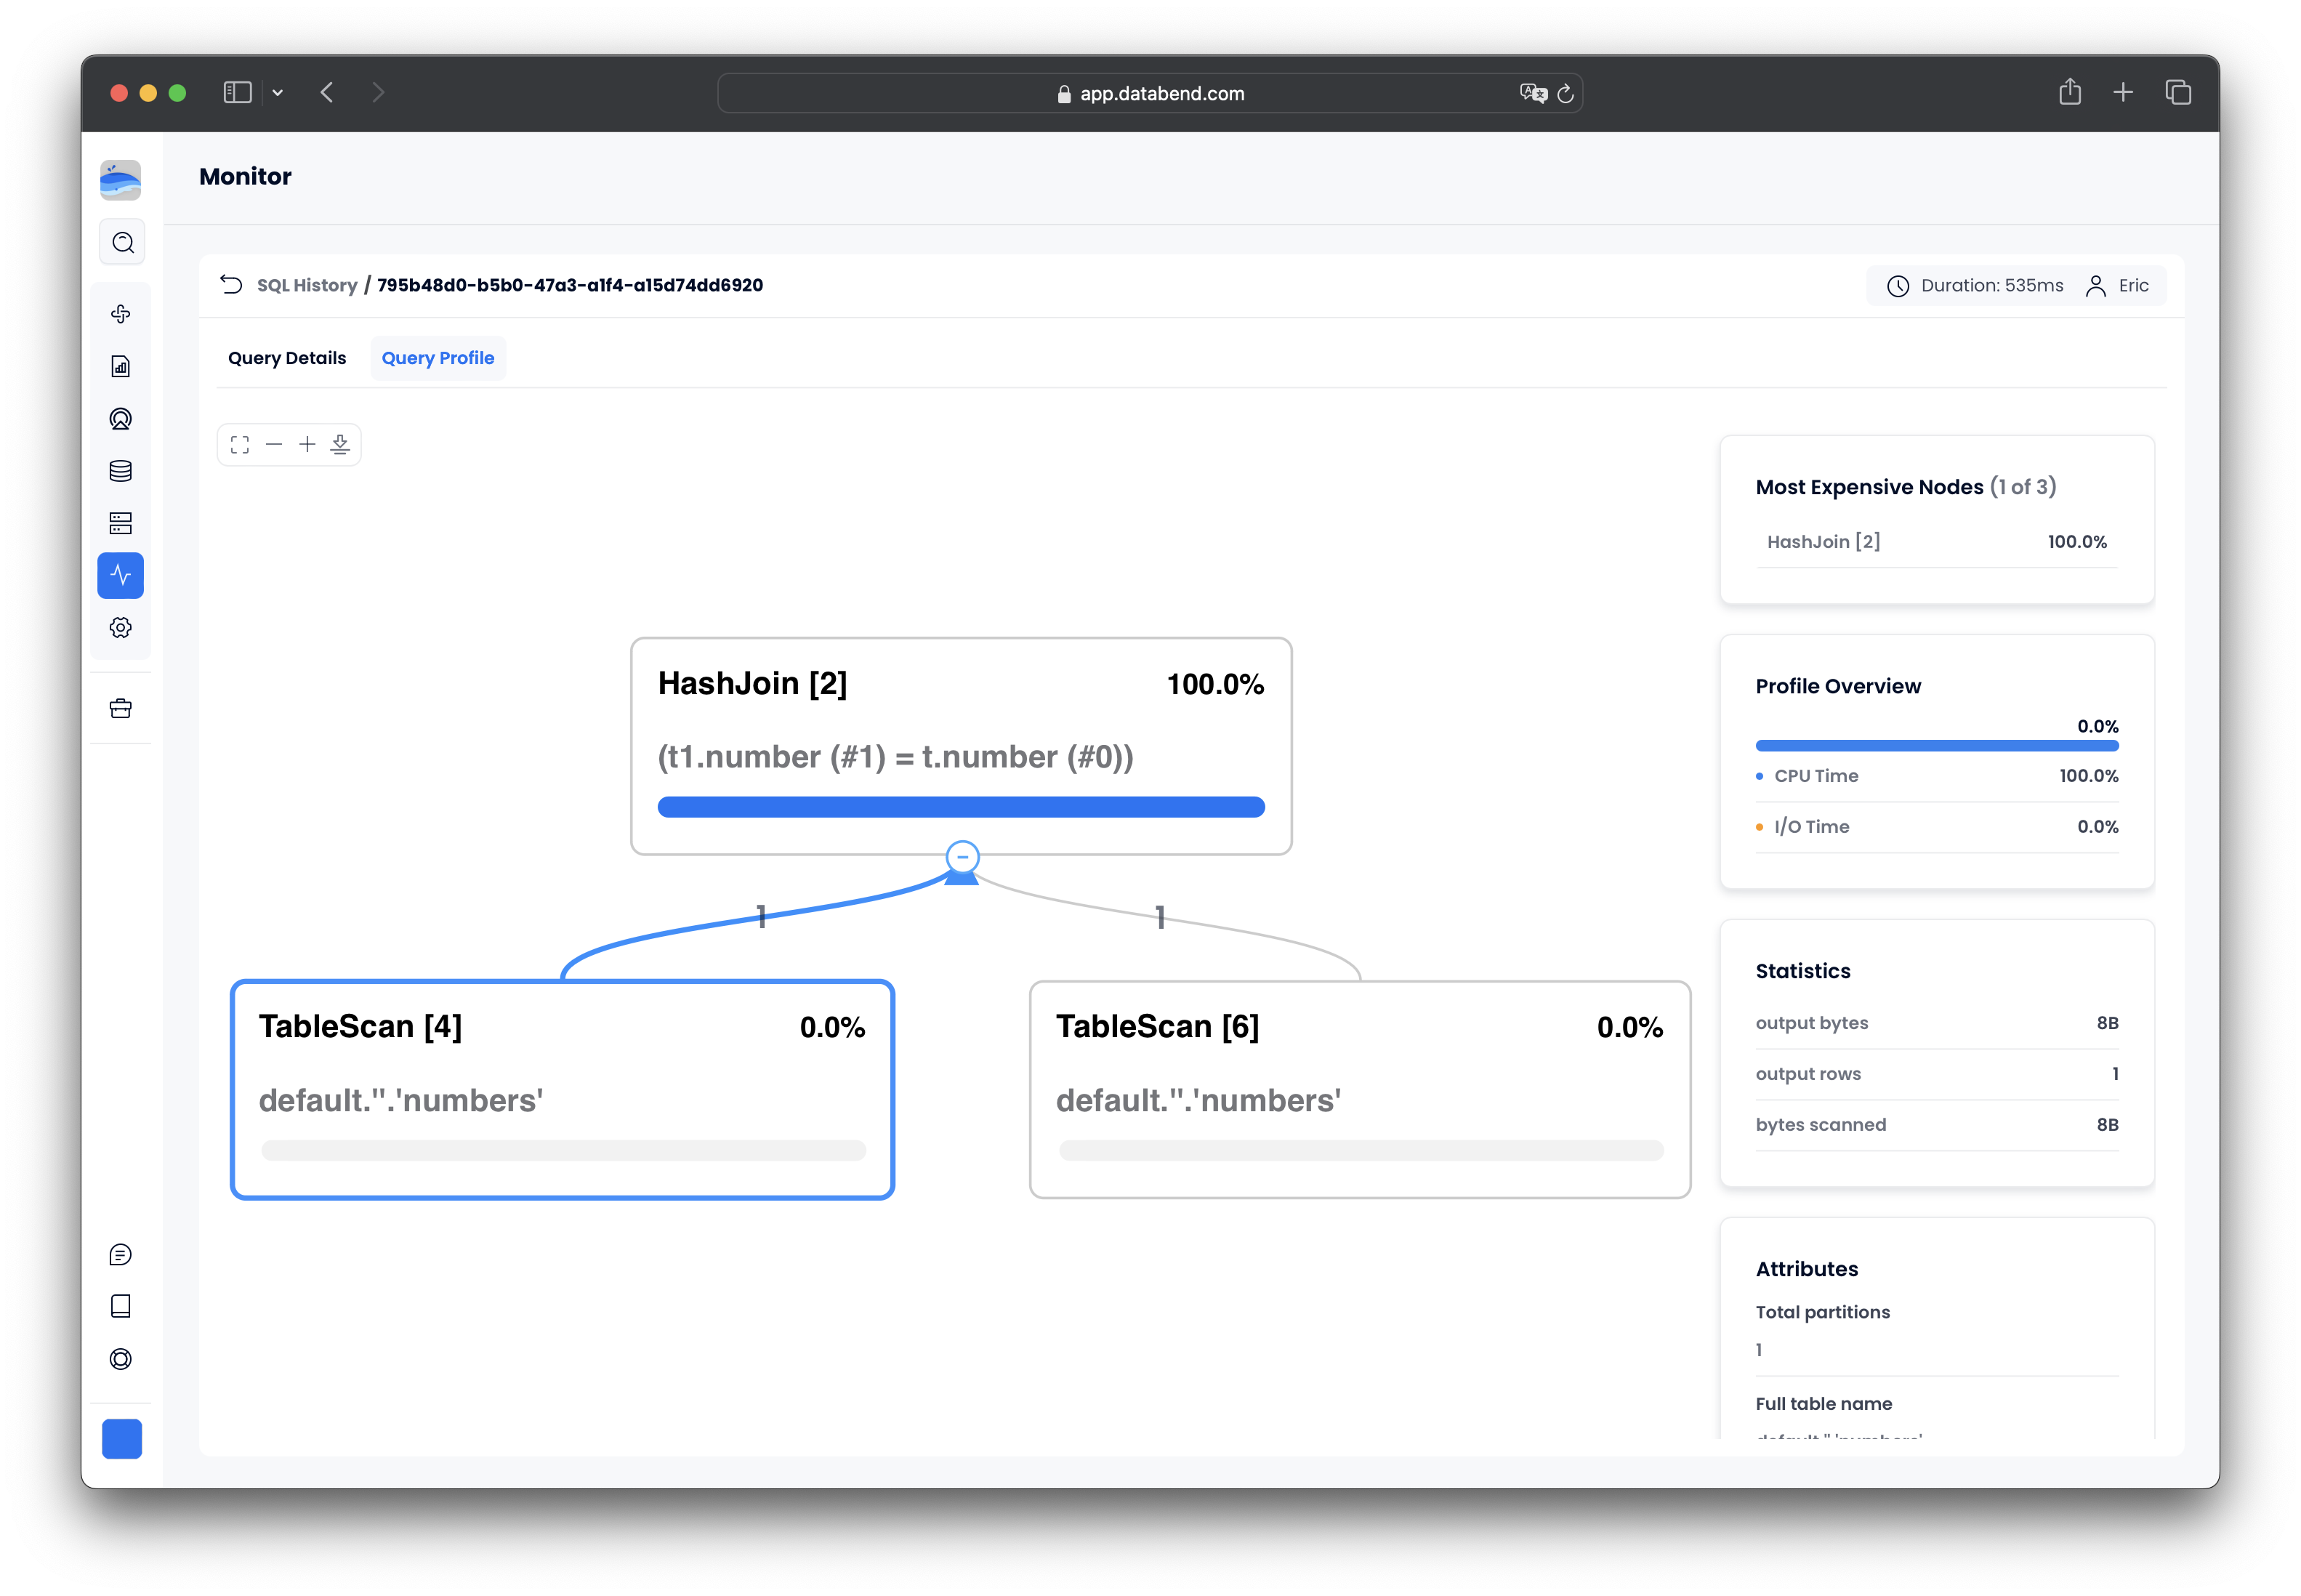 app.databend.com
Monitor
SQL History / 795b48d0-b5b0-47a3-a1f4-a15d74dd6920
Duration: 535ms
Eric
Query Details
Query Profile
Most Expensive Nodes (1 of 3)
HashJoin [2] 100.0%
HashJoin [2] 100.0%
(t1.number (#1) = t.number (#0))
1
1
TableScan [4] 0.0%
default.''.'numbers'
TableScan [6] 0.0%
default.''.'numbers'
Profile Overview
0.0%
CPU Time 100.0%
I/O Time 0.0%
Statistics
output bytes 8B
output rows 1
bytes scanned 8B
Attributes
Total partitions
1
Full table name